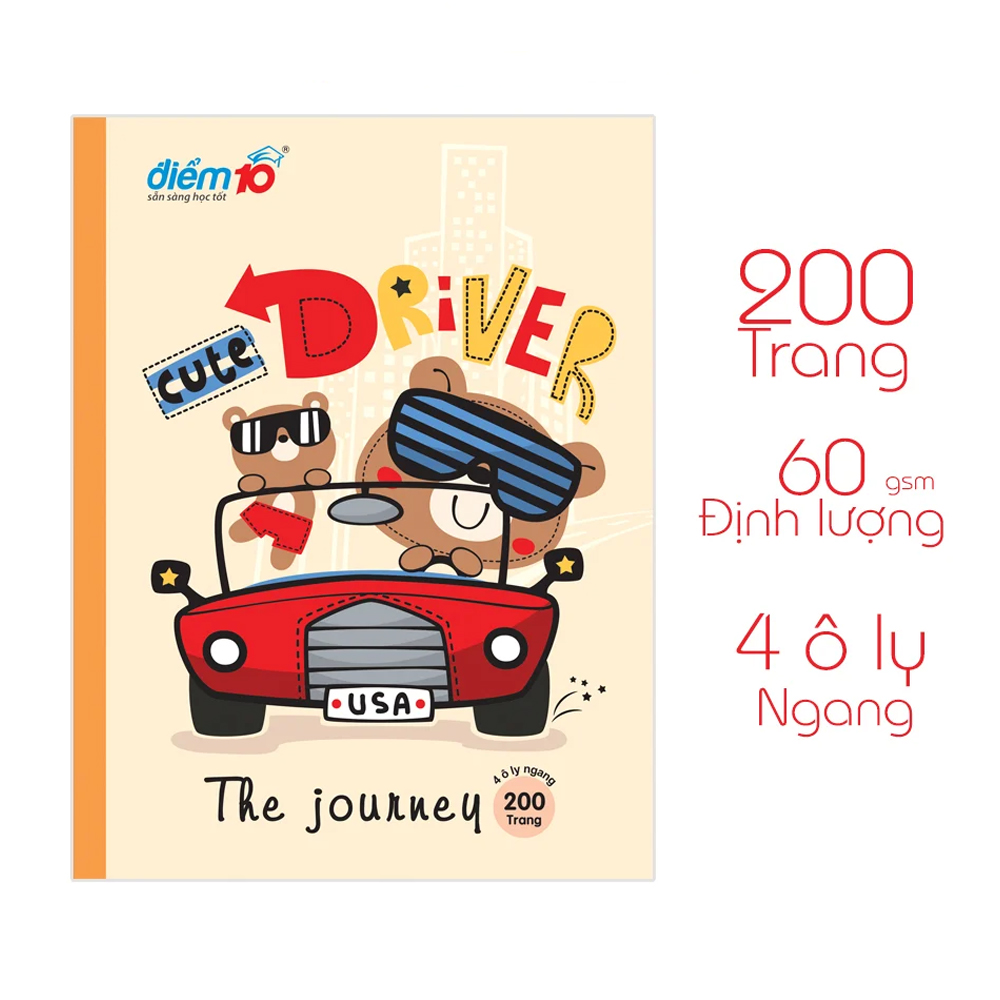 điểm10®
sẵn sàng học tốt
cute DRiVER
USA
The journey
4 ô ly ngang
200
Trang
200
Trang
60 gsm
Định lượng
4 ô ly
Ngang